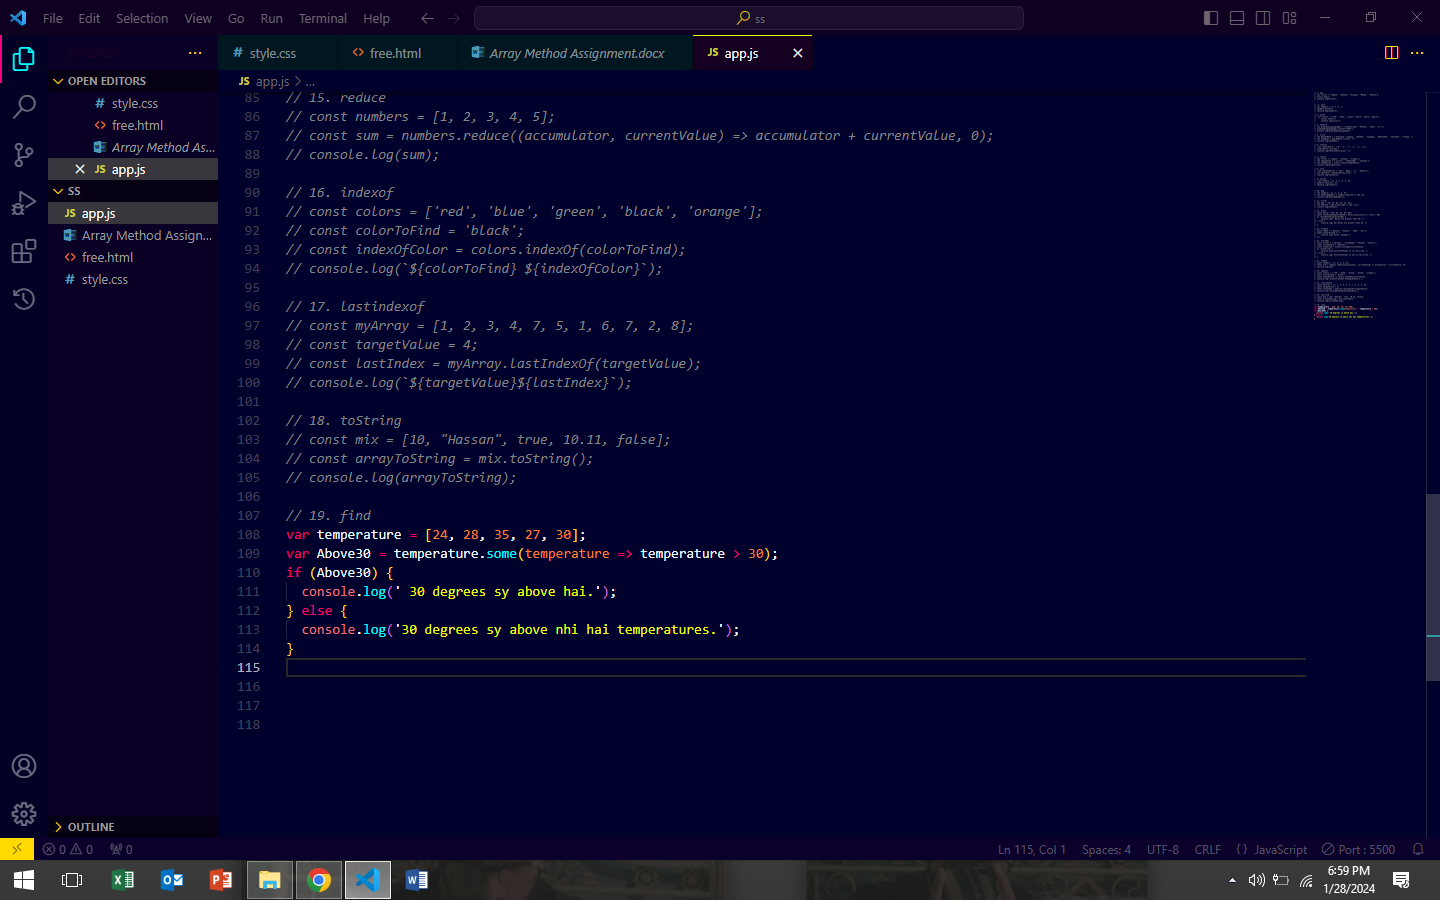 File Edit Selection View Go Run Terminal Help
ss
EXPLORER
style.css free.html Array Method Assignment.docx JS app.js
OPEN EDITORS
style.css
free.html
Array Method As...
JS app.js
SS
JS app.js
Array Method Assign...
free.html
style.css
OUTLINE
JS app.js > ...
85 // 15. reduce
86 // const numbers = [1, 2, 3, 4, 5];
87 // const sum = numbers.reduce((accumulator, currentValue) => accumulator + currentValue, 0);
88 // console.log(sum);
89
90 // 16. indexof
91 // const colors = ['red', 'blue', 'green', 'black', 'orange'];
92 // const colorToFind = 'black';
93 // const indexOfColor = colors.indexOf(colorToFind);
94 // console.log(`${colorToFind} ${indexOfColor}`);
95
96 // 17. lastindexof
97 // const myArray = [1, 2, 3, 4, 7, 5, 1, 6, 7, 2, 8];
98 // const targetValue = 4;
99 // const lastIndex = myArray.lastIndexOf(targetValue);
100 // console.log(`${targetValue}${lastIndex}`);
101
102 // 18. toString
103 // const mix = [10, "Hassan", true, 10.11, false];
104 // const arrayToString = mix.toString();
105 // console.log(arrayToString);
106
107 // 19. find
108 var temperature = [24, 28, 35, 27, 30];
109 var Above30 = temperature.some(temperature => temperature > 30);
110 if (Above30) {
111 console.log(' 30 degrees sy above hai.');
112 } else {
113 console.log('30 degrees sy above nhi hai temperatures.');
114 }
115
116
117
118
0 0 0
Ln 115, Col 1 Spaces: 4 UTF-8 CRLF {} JavaScript Port : 5500
6:59 PM
1/28/2024